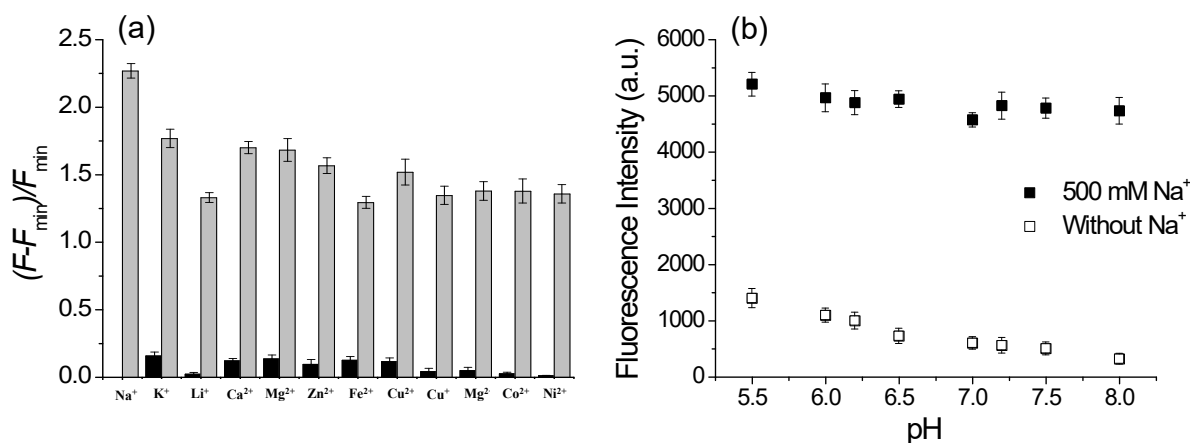 (a)
2.5
2.0
1.5
1.0
0.5
0.0
(F-Fmin)/Fmin
Na⁺ K⁺ Li⁺ Ca²⁺ Mg²⁺ Zn²⁺ Fe²⁺ Cu²⁺ Cu⁺ Mg² Co²⁺ Ni²⁺
(b)
6000
5000
4000
3000
2000
1000
0
Fluorescence Intensity (a.u.)
500 mM Na⁺
Without Na⁺
5.5 6.0 6.5 7.0 7.5 8.0
pH